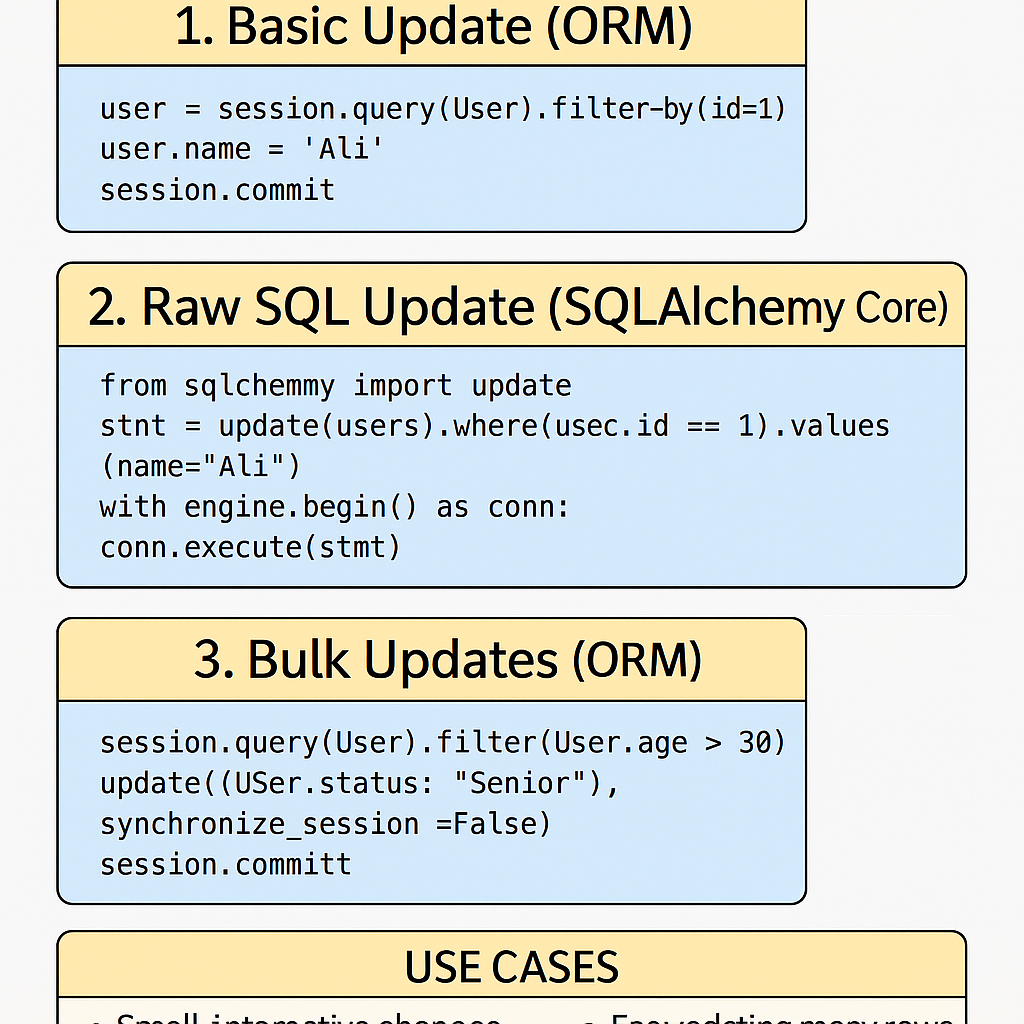 1. Basic Update (ORM)
user = session.query(User).filter-by(id=1)
user.name = 'Ali'
session.commit
2. Raw SQL Update (SQLAlchemy Core)
from sqlchemmy import update
stnt = update(users).where(usec.id == 1).values
(name="Ali")
with engine.begin() as conn:
conn.execute(stmt)
3. Bulk Updates (ORM)
session.query(User).filter(User.age > 30)
update((USer.status: "Senior"),
synchronize_session =False)
session.committ
USE CASES